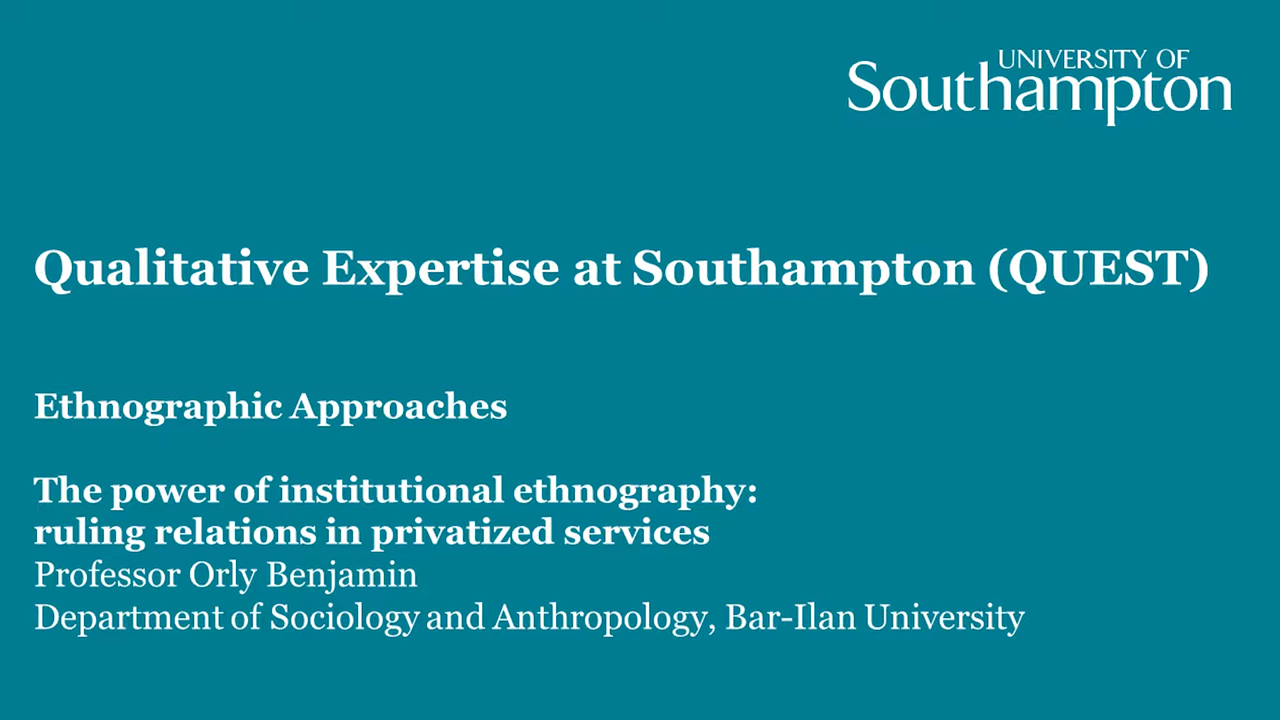 UNIVERSITY OF
Southampton
Qualitative Expertise at Southampton (QUEST)
Ethnographic Approaches
The power of institutional ethnography:
ruling relations in privatized services
Professor Orly Benjamin
Department of Sociology and Anthropology, Bar-Ilan University